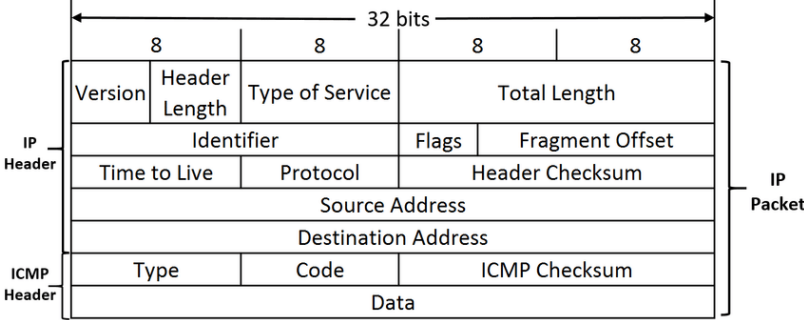 32 bits
8 8 8 8
Version Header Length Type of Service Total Length
Identifier Flags Fragment Offset
Time to Live Protocol Header Checksum
Source Address
Destination Address
Type Code ICMP Checksum
Data
IP
Header
ICMP
Header
IP
Packet